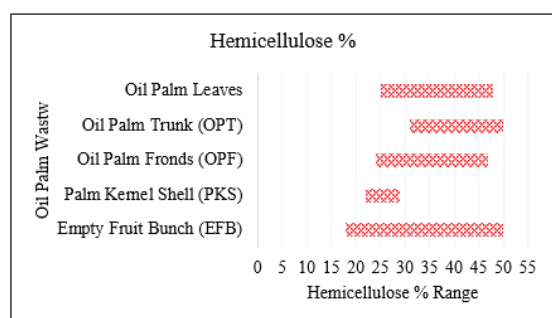 Hemicellulose %
Oil Palm Wastw
Oil Palm Leaves
Oil Palm Trunk (OPT)
Oil Palm Fronds (OPF)
Palm Kernel Shell (PKS)
Empty Fruit Bunch (EFB)
0 5 10 15 20 25 30 35 40 45 50 55
Hemicellulose % Range